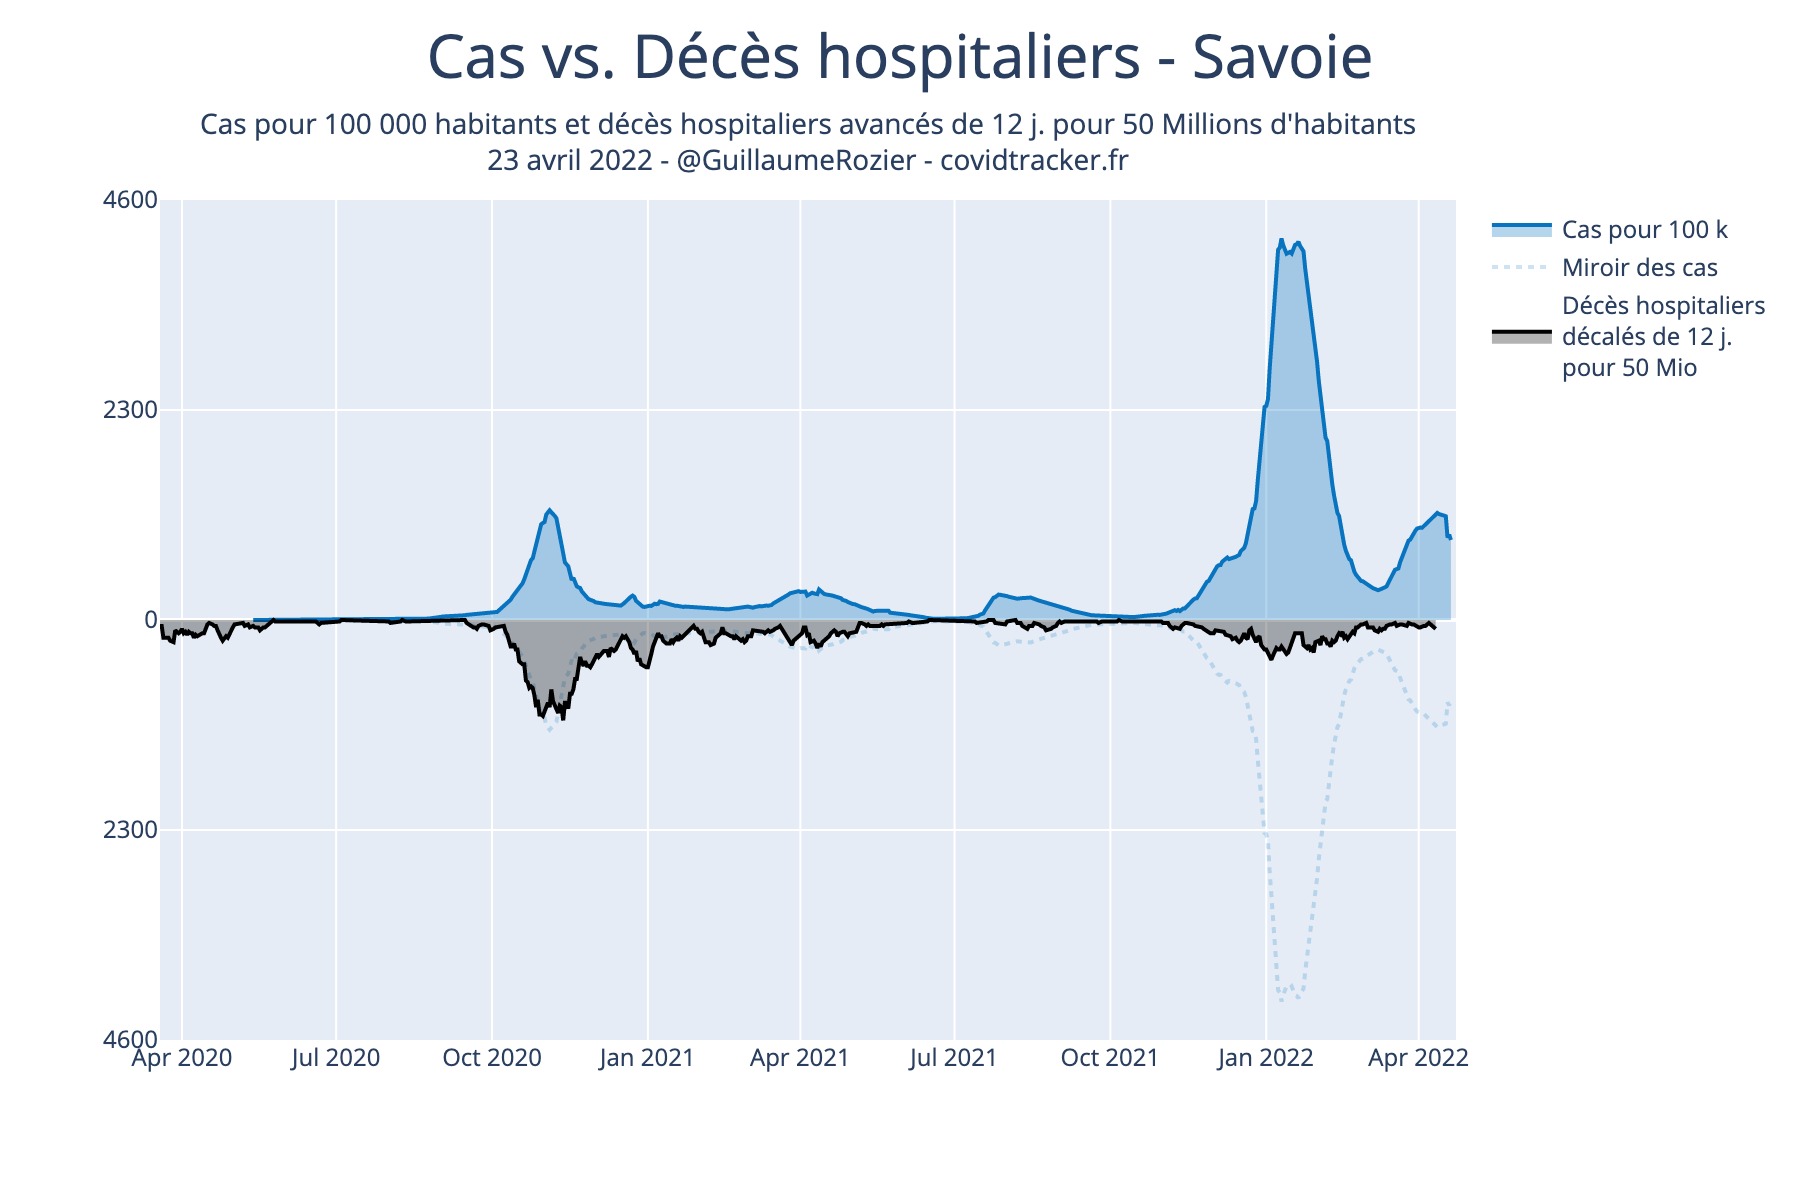 Cas vs. Décès hospitaliers - Savoie
Cas pour 100 000 habitants et décès hospitaliers avancés de 12 j. pour 50 Millions d'habitants
23 avril 2022 - @GuillaumeRozier - covidtracker.fr
4600
2300
0
2300
4600
Apr 2020
Jul 2020
Oct 2020
Jan 2021
Apr 2021
Jul 2021
Oct 2021
Jan 2022
Apr 2022
Cas pour 100 k
Miroir des cas
Décès hospitaliers
décalés de 12 j.
pour 50 Mio